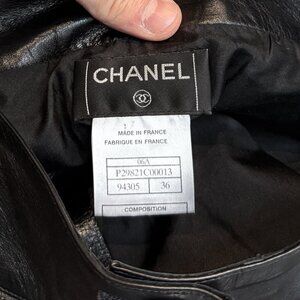 CHANEL
MADE IN FRANCE
FABRIQUE EN FRANCE
06A
P29821C00013
94305 36
COMPOSITION